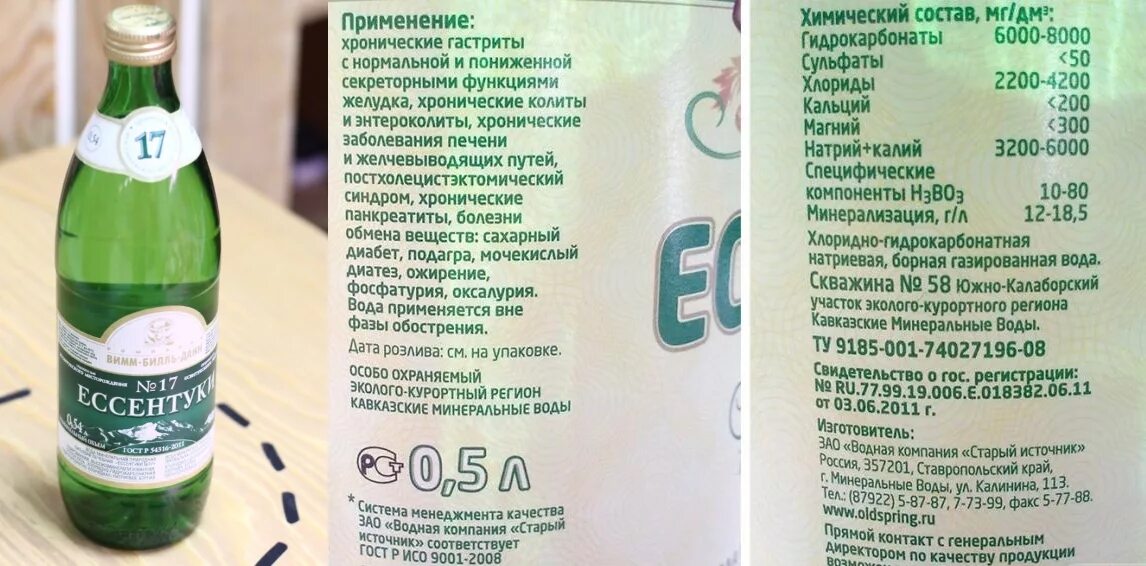 17
0,54
ВИММ-БИЛЛЬ-ДАНН
№17
ЕССЕНТУКИ
0,54
ГОСТ Р 54316-2011
Применение:
хронические гастриты
с нормальной и пониженной
секреторными функциями
желудка, хронические колиты
и энтероколиты, хронические
заболевания печени
и желчевыводящих путей,
постхолецистэктомический
синдром, хронические
панкреатиты, болезни
обмена веществ: сахарный
диабет, подагра, мочекислый
диатез, ожирение,
фосфатурия, оксалурия.
Вода применяется вне
фазы обострения.
Дата розлива: см. на упаковке.
ОСОБО ОХРАНЯЕМЫЙ
ЭКОЛОГО-КУРОРТНЫЙ РЕГИОН
КАВКАЗСКИЕ МИНЕРАЛЬНЫЕ ВОДЫ
РСТ 0,5 л
* Система менеджмента качества
ЗАО «Водная компания «Старый
источник» соответствует
ГОСТ Р ИСО 9001-2008
ЕС
Химический состав, мг/дм³:
Гидрокарбонаты 6000-8000
Сульфаты <50
Хлориды 2200-4200
Кальций <200
Магний <300
Натрий+калий 3200-6000
Специфические
компоненты H₃BO₃ 10-80
Минерализация, г/л 12-18,5
Хлоридно-гидрокарбонатная
натриевая, борная газированная вода.
Скважина № 58 Южно-Калаборский
участок эколого-курортного региона
Кавказские Минеральные Воды.
ТУ 9185-001-74027196-08
Свидетельство о гос. регистрации:
№ RU.77.99.19.006.Е.018382.06.11
от 03.06.2011 г.
Изготовитель:
ЗАО «Водная компания «Старый источник»
Россия, 357201, Ставропольский край,
г. Минеральные Воды, ул. Калинина, 113.
Тел.: (87922) 5-87-87, 7-73-99, факс 5-77-88.
www.oldspring.ru
Прямой контакт с генеральным
директором по качеству продукции